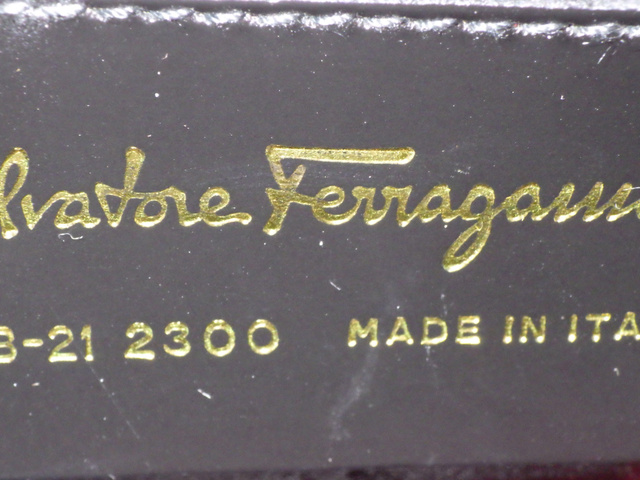 lvatore Ferragam
B-21 2300 MADE IN ITA